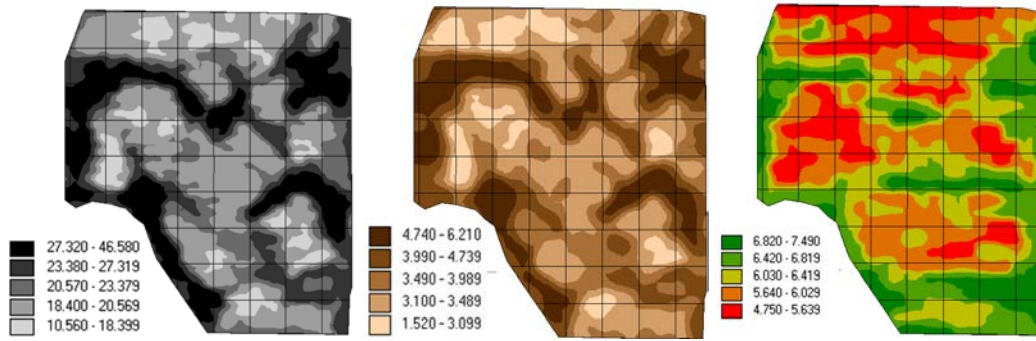 27.320 - 46.580
23.380 - 27.319
20.570 - 23.379
18.400 - 20.569
10.560 - 18.399
4.740 - 6.210
3.990 - 4.739
3.490 - 3.989
3.100 - 3.489
1.520 - 3.099
6.820 - 7.490
6.420 - 6.819
6.030 - 6.419
5.640 - 6.029
4.750 - 5.639